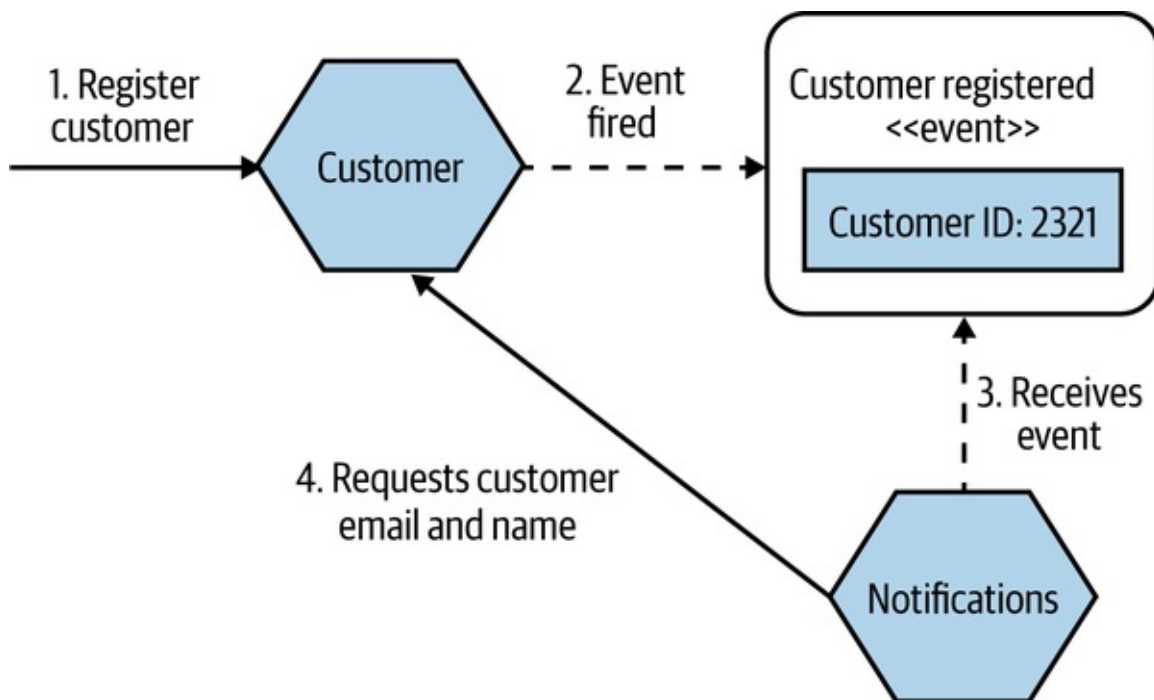 1. Register
customer
Customer
2. Event
fired
Customer registered
<<event>>
Customer ID: 2321
3. Receives
event
4. Requests customer
email and name
Notifications